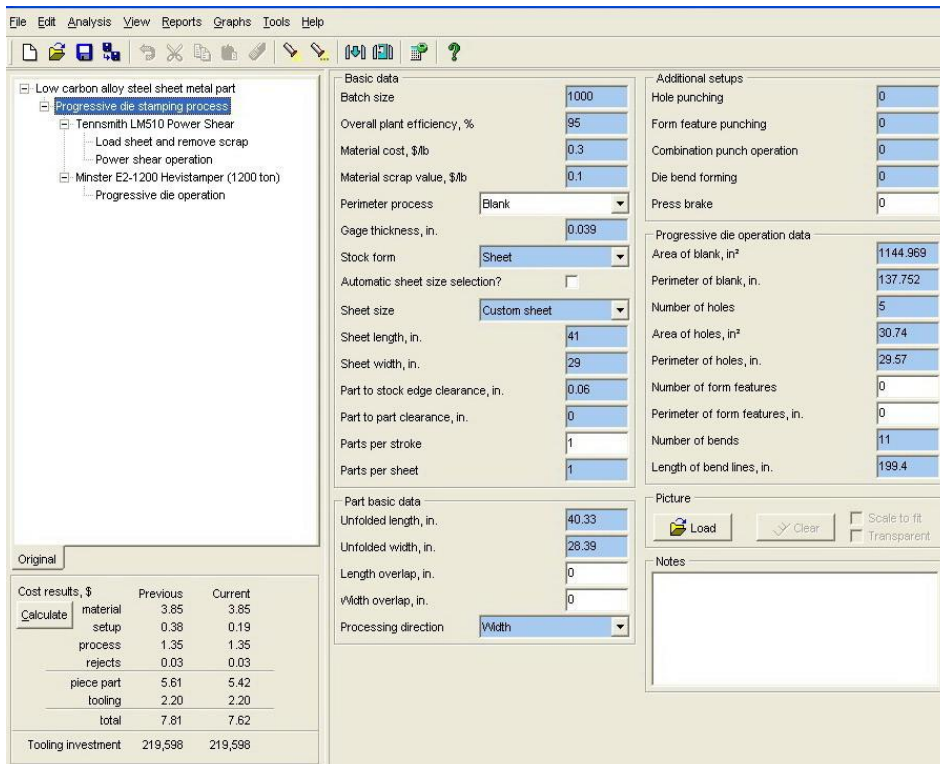 File Edit Analysis View Reports Graphs Tools Help
Low carbon alloy steel sheet metal part
Progressive die stamping process
Tennsmith LM510 Power Shear
Load sheet and remove scrap
Power shear operation
Minster E2-1200 Hevistamper (1200 ton)
Progressive die operation
Original
Cost results, $ Previous Current
Calculate
material 3.85 3.85
setup 0.38 0.19
process 1.35 1.35
rejects 0.03 0.03
piece part 5.61 5.42
tooling 2.20 2.20
total 7.81 7.62
Tooling investment 219,598 219,598
Basic data
Batch size 1000
Overall plant efficiency, % 95
Material cost, $/lb 0.3
Material scrap value, $/lb 0.1
Perimeter process Blank
Gage thickness, in. 0.039
Stock form Sheet
Automatic sheet size selection?
Sheet size Custom sheet
Sheet length, in. 41
Sheet width, in. 29
Part to stock edge clearance, in. 0.06
Part to part clearance, in. 0
Parts per stroke 1
Parts per sheet 1
Part basic data
Unfolded length, in. 40.33
Unfolded width, in. 28.39
Length overlap, in. 0
Width overlap, in. 0
Processing direction Width
Additional setups
Hole punching 0
Form feature punching 0
Combination punch operation 0
Die bend forming 0
Press brake 0
Progressive die operation data
Area of blank, in² 1144.969
Perimeter of blank, in. 137.752
Number of holes 5
Area of holes, in² 30.74
Perimeter of holes, in. 29.57
Number of form features 0
Perimeter of form features, in. 0
Number of bends 11
Length of bend lines, in. 199.4
Picture
Load Clear Scale to fit
Transparent
Notes